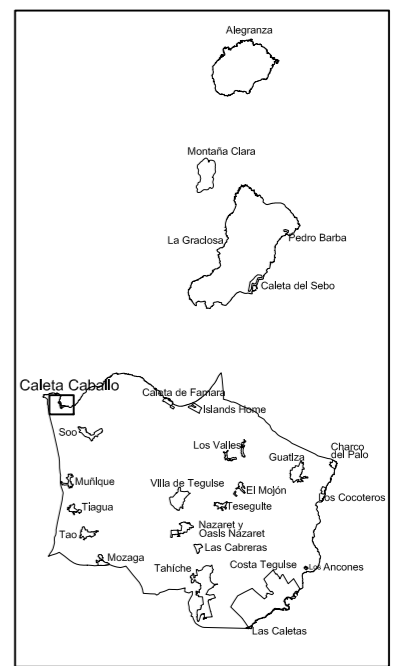 Alegranza
Montaña Clara
La Graciosa
Pedro Barba
Caleta del Sebo
Caleta Caballo
Caleta de Famara
Islands Home
Soo
Los Valles
Guatiza
Charco
del Palo
Muñique
Villa de Teguise
El Mojón
Los Cocoteros
Tiagua
Teseguite
Tao
Nazaret y
Oasis Nazaret
Las Cabreras
Mozaga
Tahíche
Costa Teguise
Los Ancones
Las Caletas